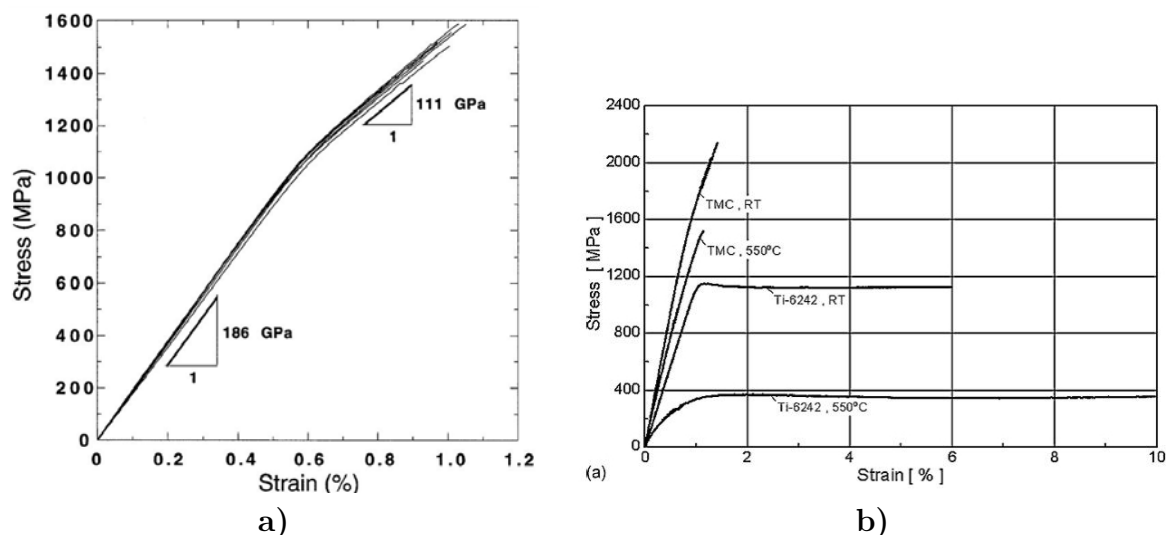 1600
1400
1200
1000
800
600
400
200
0
Stress (MPa)
111 GPa
1
186 GPa
1
0 0.2 0.4 0.6 0.8 1.0 1.2
Strain (%)
a)
2400
2000
1600
1200
800
400
0
Stress [ MPa ]
TMC , RT
TMC , 550°C
Ti-6242 , RT
Ti-6242 , 550°C
0 2 4 6 8 10
(a)
Strain [ % ]
b)